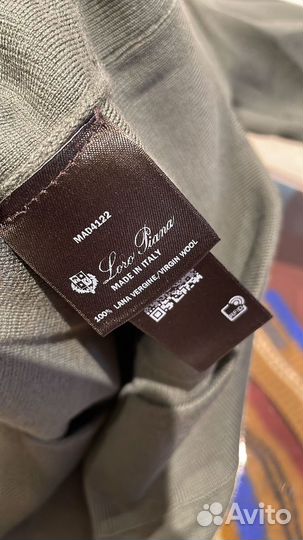 MAD4122
Loro Piana
MADE IN ITALY
100% LANA VERGINE/VIRGIN WOOL
Avito